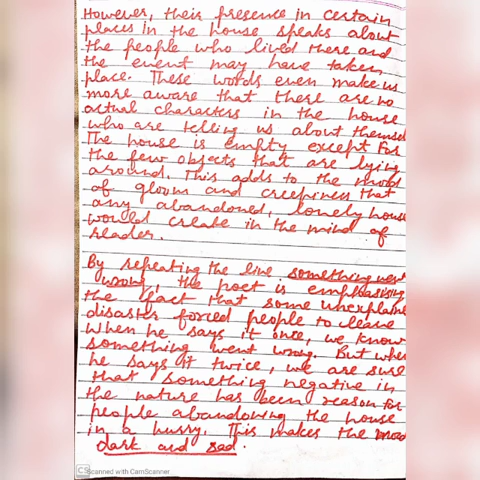 However, their presence in certain
places in the house speaks about
the people who lived there and
the event may have taken
place. These words even make us
more aware that there are no
actual characters in the house
who are telling us about themse
The house is empty except for
the few objects that are lying
around. This adds to the mood
of gloom and creepiness that
any abandoned, lonely house
would create in the mind of
reader.
By repeating the line something went
wrong, the poet is emphasising
the fact that some unexplain
disaster forced people to leave
When he says it once, we know
something went wrong. But when
he says it twice, we are sure
that something negative in
the nature has been reason for
people abandoning the house
in a hurry. This makes the mood
dark and sad.
CS Scanned with CamScanner